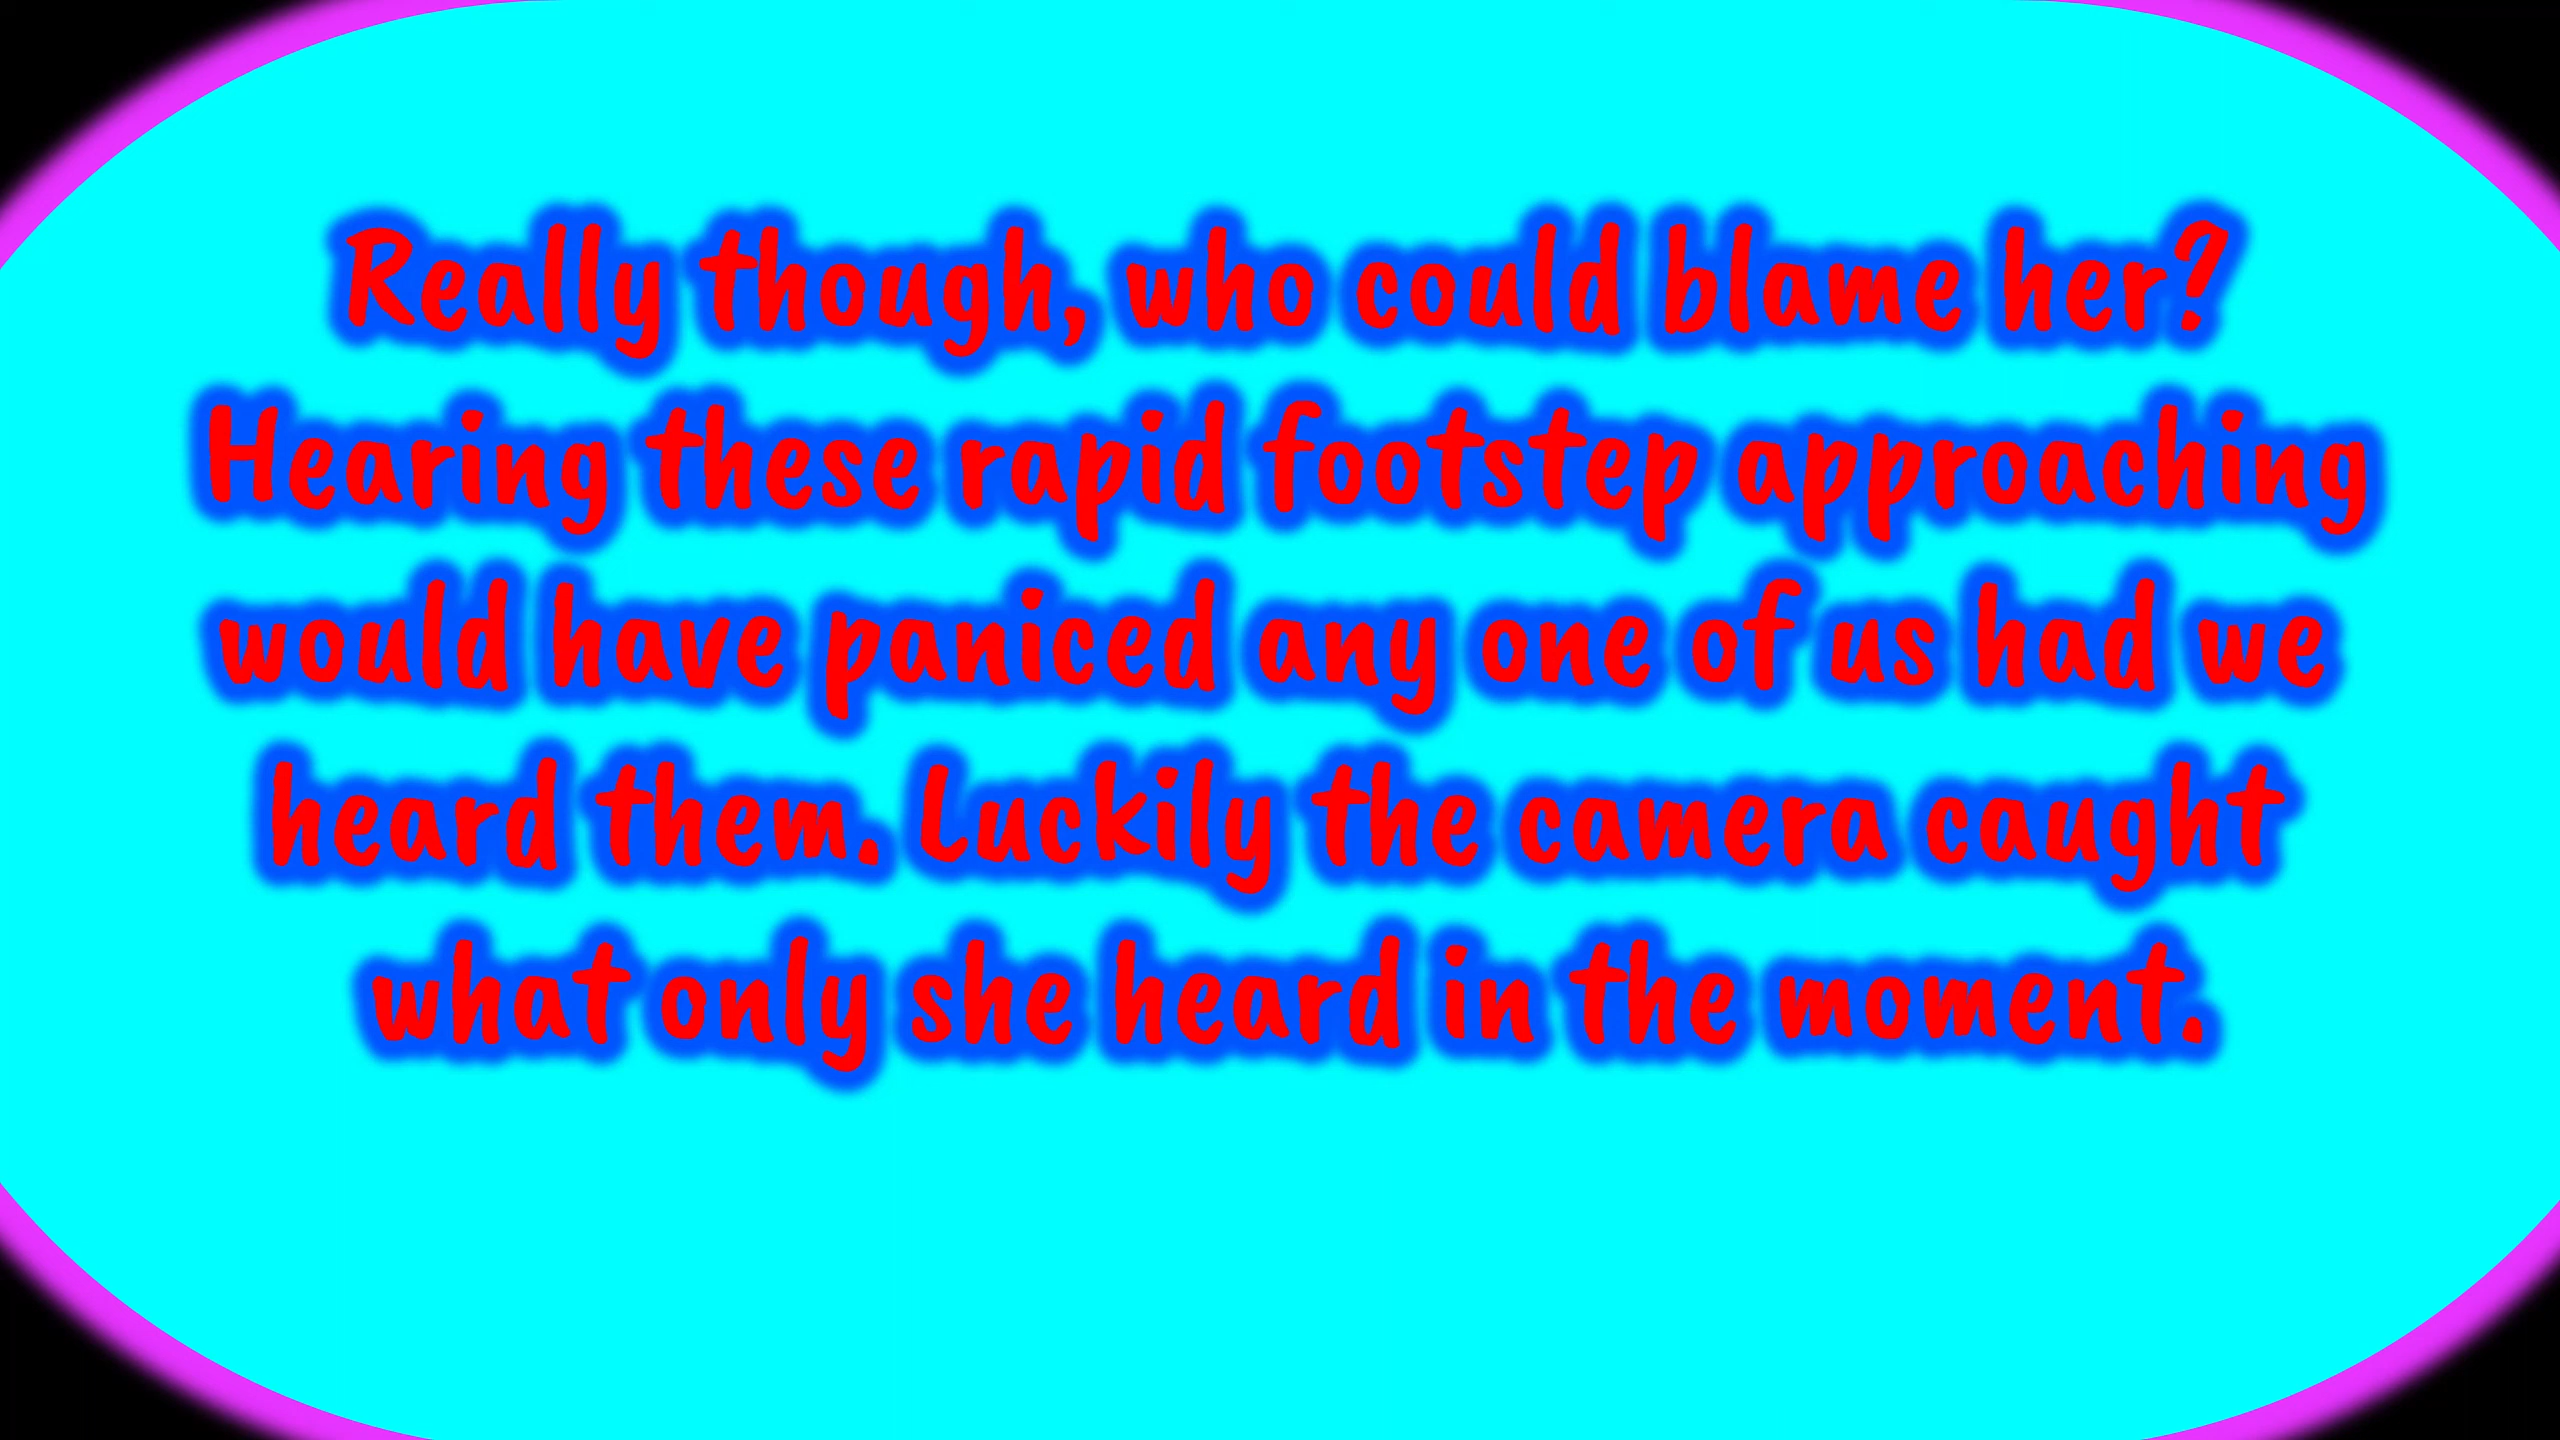 Really though, who could blame her?
Hearing these rapid footstep approaching
would have paniced any one of us had we
heard them. Luckily the camera caught
what only she heard in the moment.